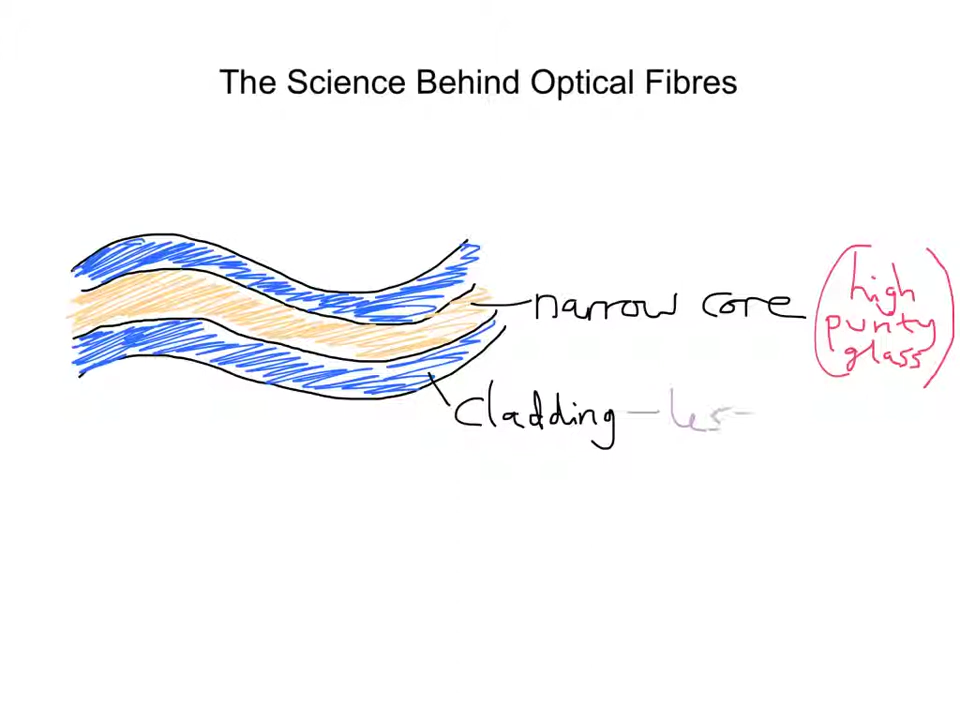 The Science Behind Optical Fibres
narrow core
high
purity
glass
cladding